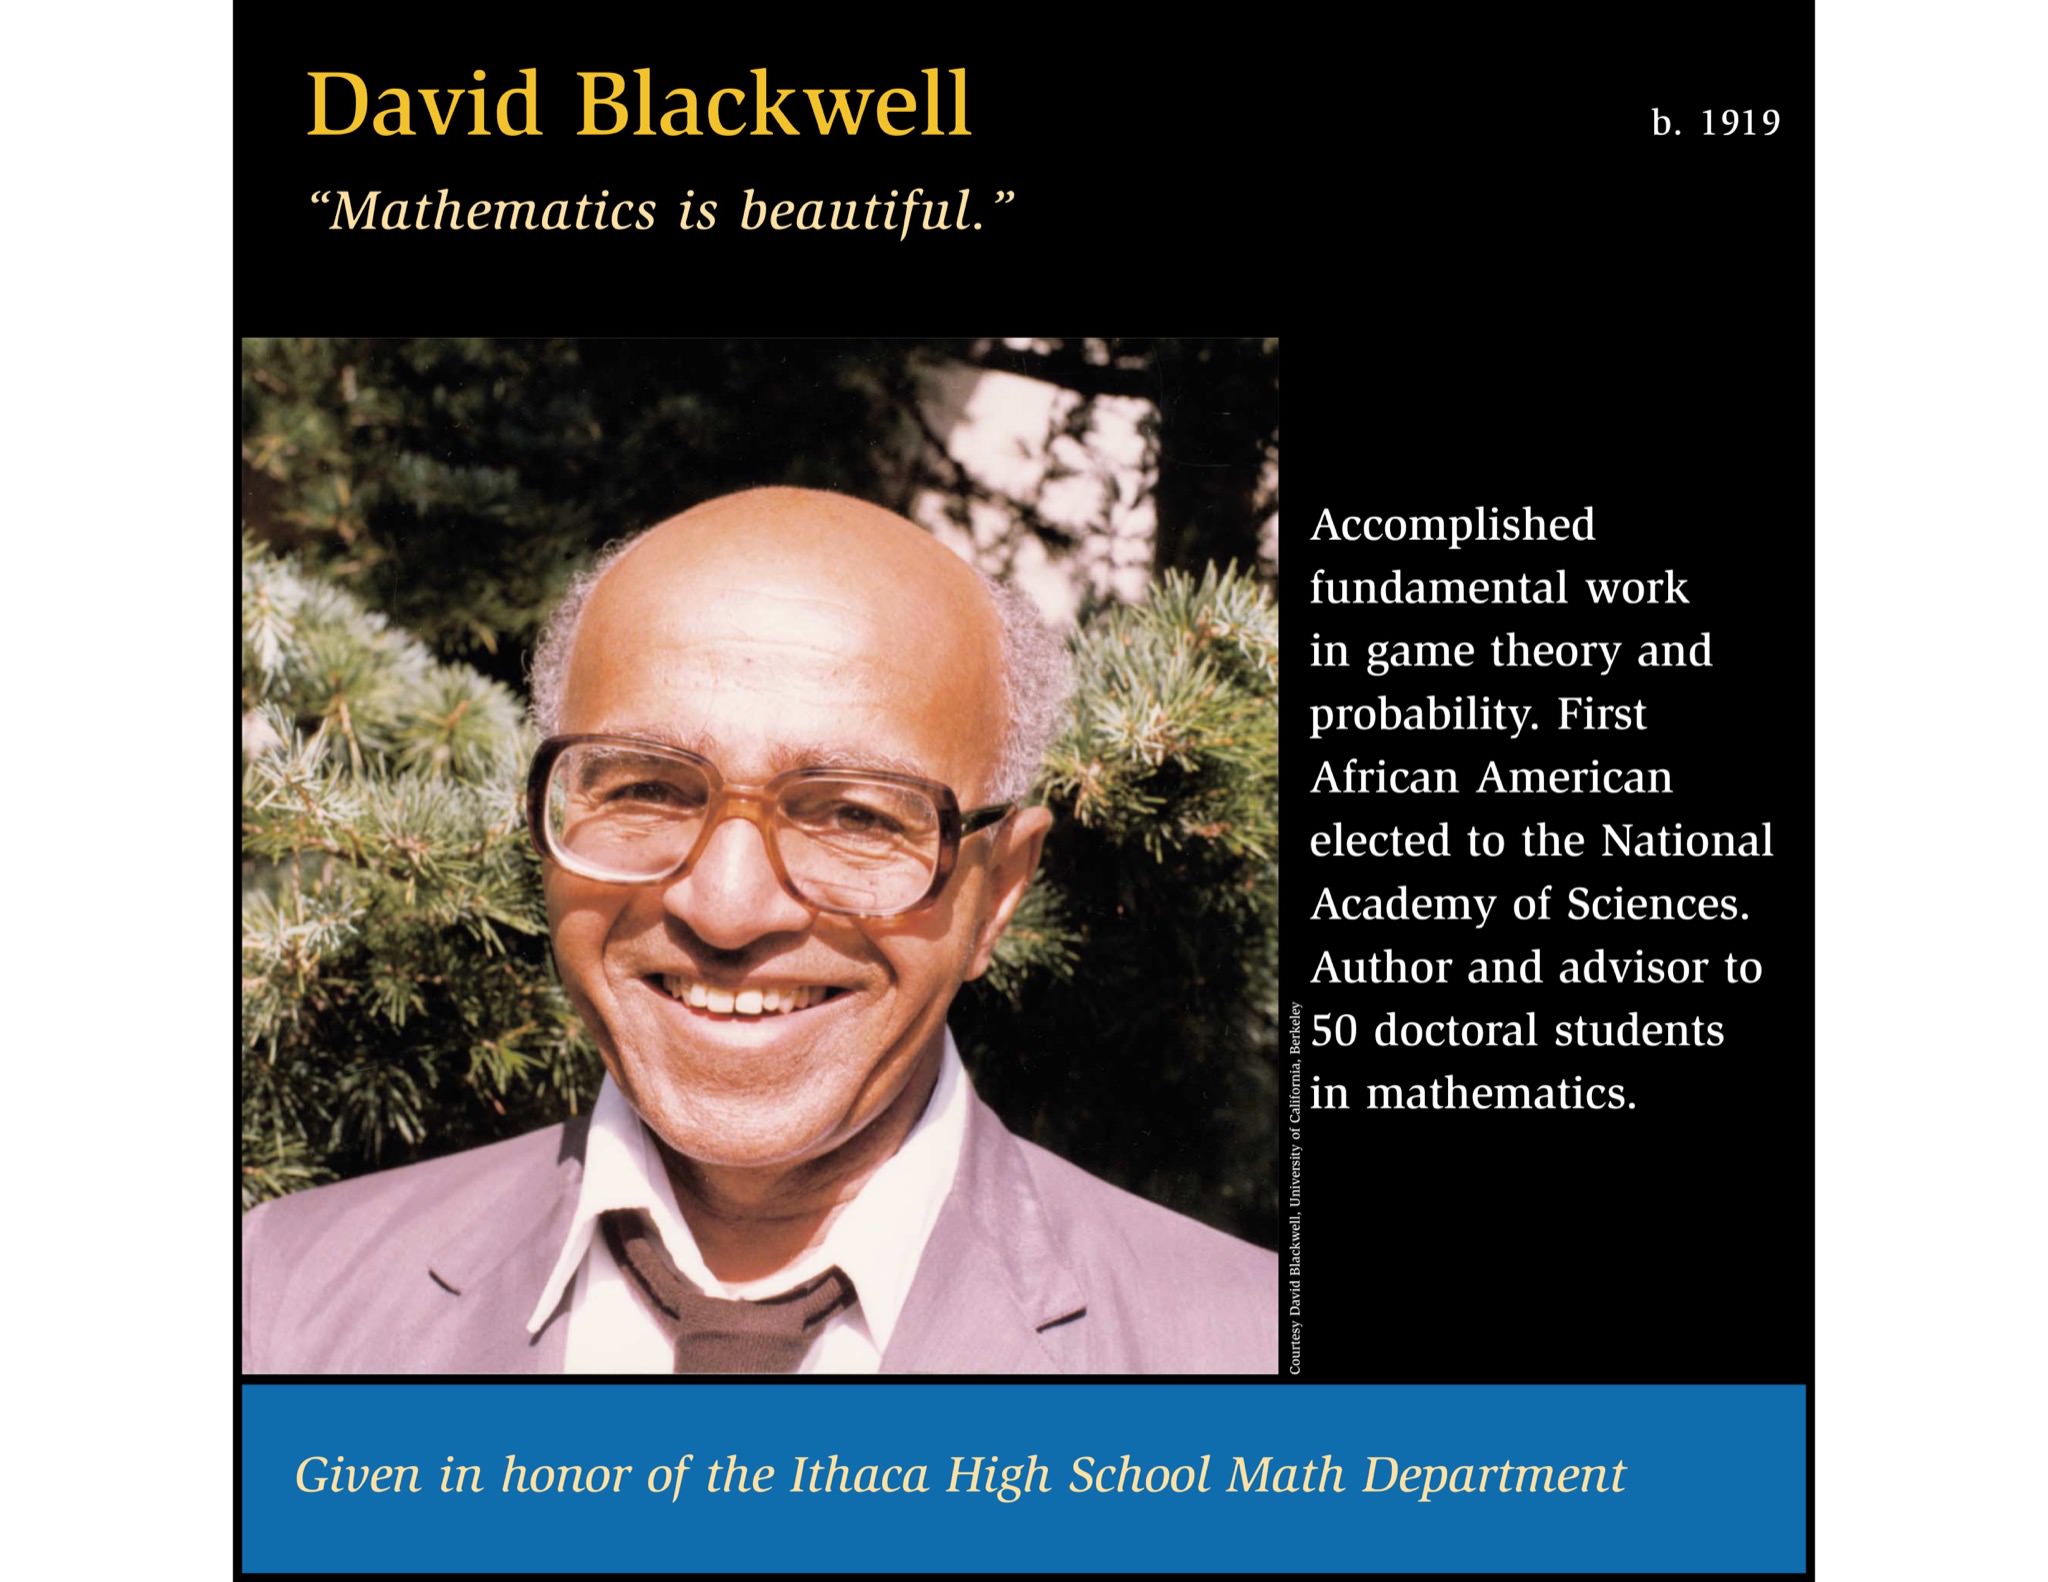 David Blackwell
b. 1919
“Mathematics is beautiful.”
Accomplished
fundamental work
in game theory and
probability. First
African American
elected to the National
Academy of Sciences.
Author and advisor to
50 doctoral students
in mathematics.
Courtesy David Blackwell, University of California, Berkeley
Given in honor of the Ithaca High School Math Department